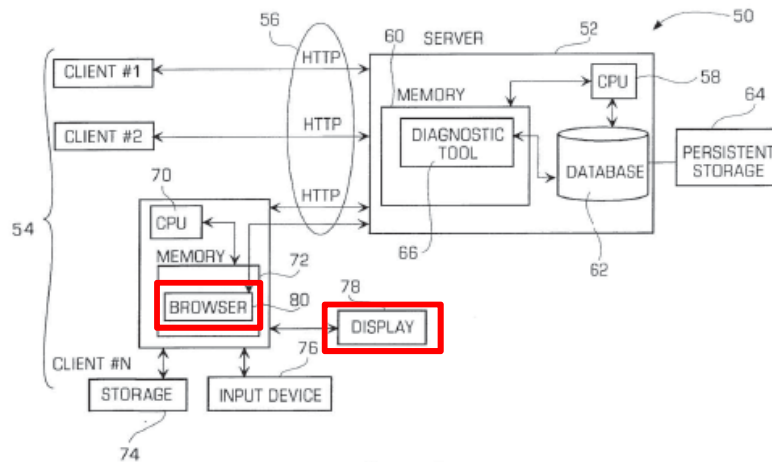 50
56
SERVER
52
60
CLIENT #1
HTTP
CPU
58
MEMORY
64
CLIENT #2
HTTP
DIAGNOSTIC
TOOL
DATABASE
PERSISTENT
STORAGE
70
HTTP
54
CPU
66
62
MEMORY
72
78
BROWSER
80
DISPLAY
CLIENT #N
76
STORAGE
INPUT DEVICE
74